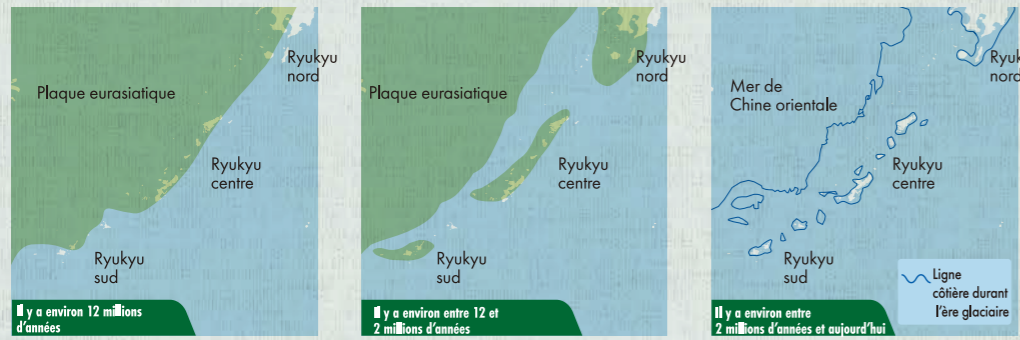 Plaque eurasiatique
Ryukyu
nord
Ryukyu
centre
Ryukyu
sud
Il y a environ 12 millions
d'années
Plaque eurasiatique
Ryukyu
nord
Ryukyu
centre
Ryukyu
sud
Il y a environ entre 12 et
2 millions d'années
Mer de
Chine orientale
Ryuk
nord
Ryukyu
centre
Ryukyu
sud
Ligne
côtière durant
l'ère glaciaire
Il y a environ entre
2 millions d'années et aujourd'hui